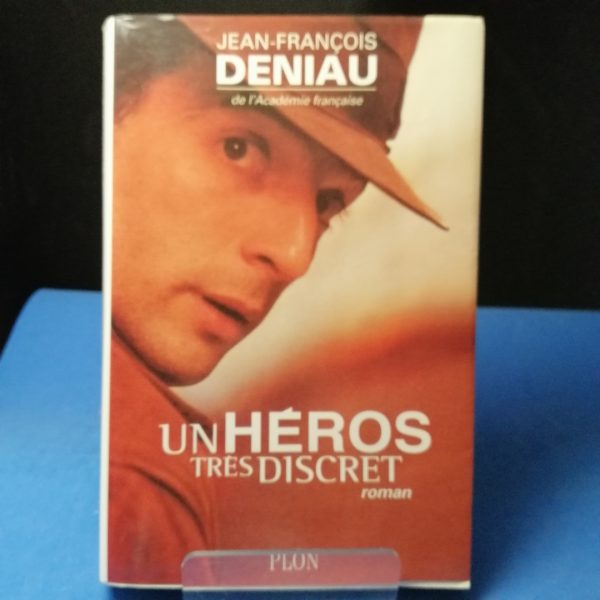 JEAN-FRANÇOIS
DENIAU
de l'Académie française
UN HÉROS
TRÈS DISCRET
roman
PLON